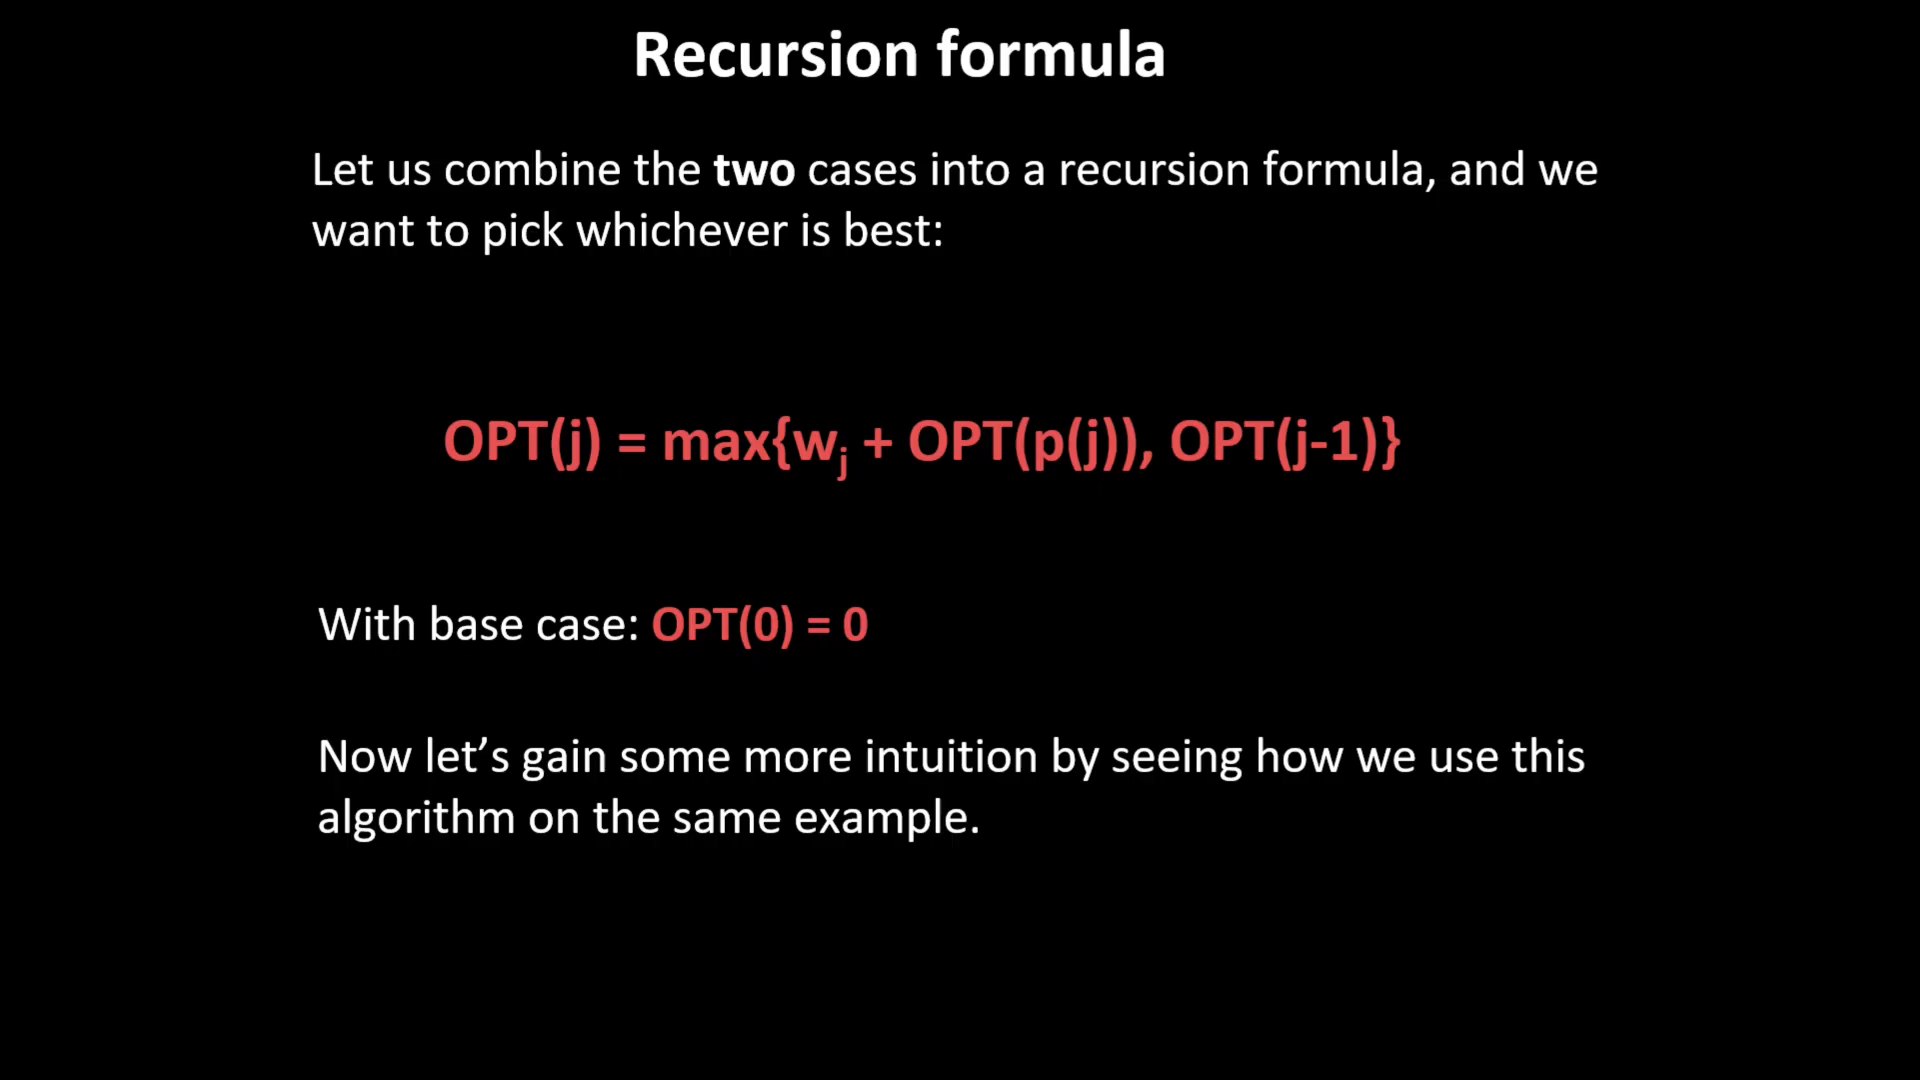 Recursion formula
Let us combine the two cases into a recursion formula, and we
want to pick whichever is best:
OPT(j) = max{wⱼ + OPT(p(j)), OPT(j-1)}
With base case: OPT(0) = 0
Now let’s gain some more intuition by seeing how we use this
algorithm on the same example.